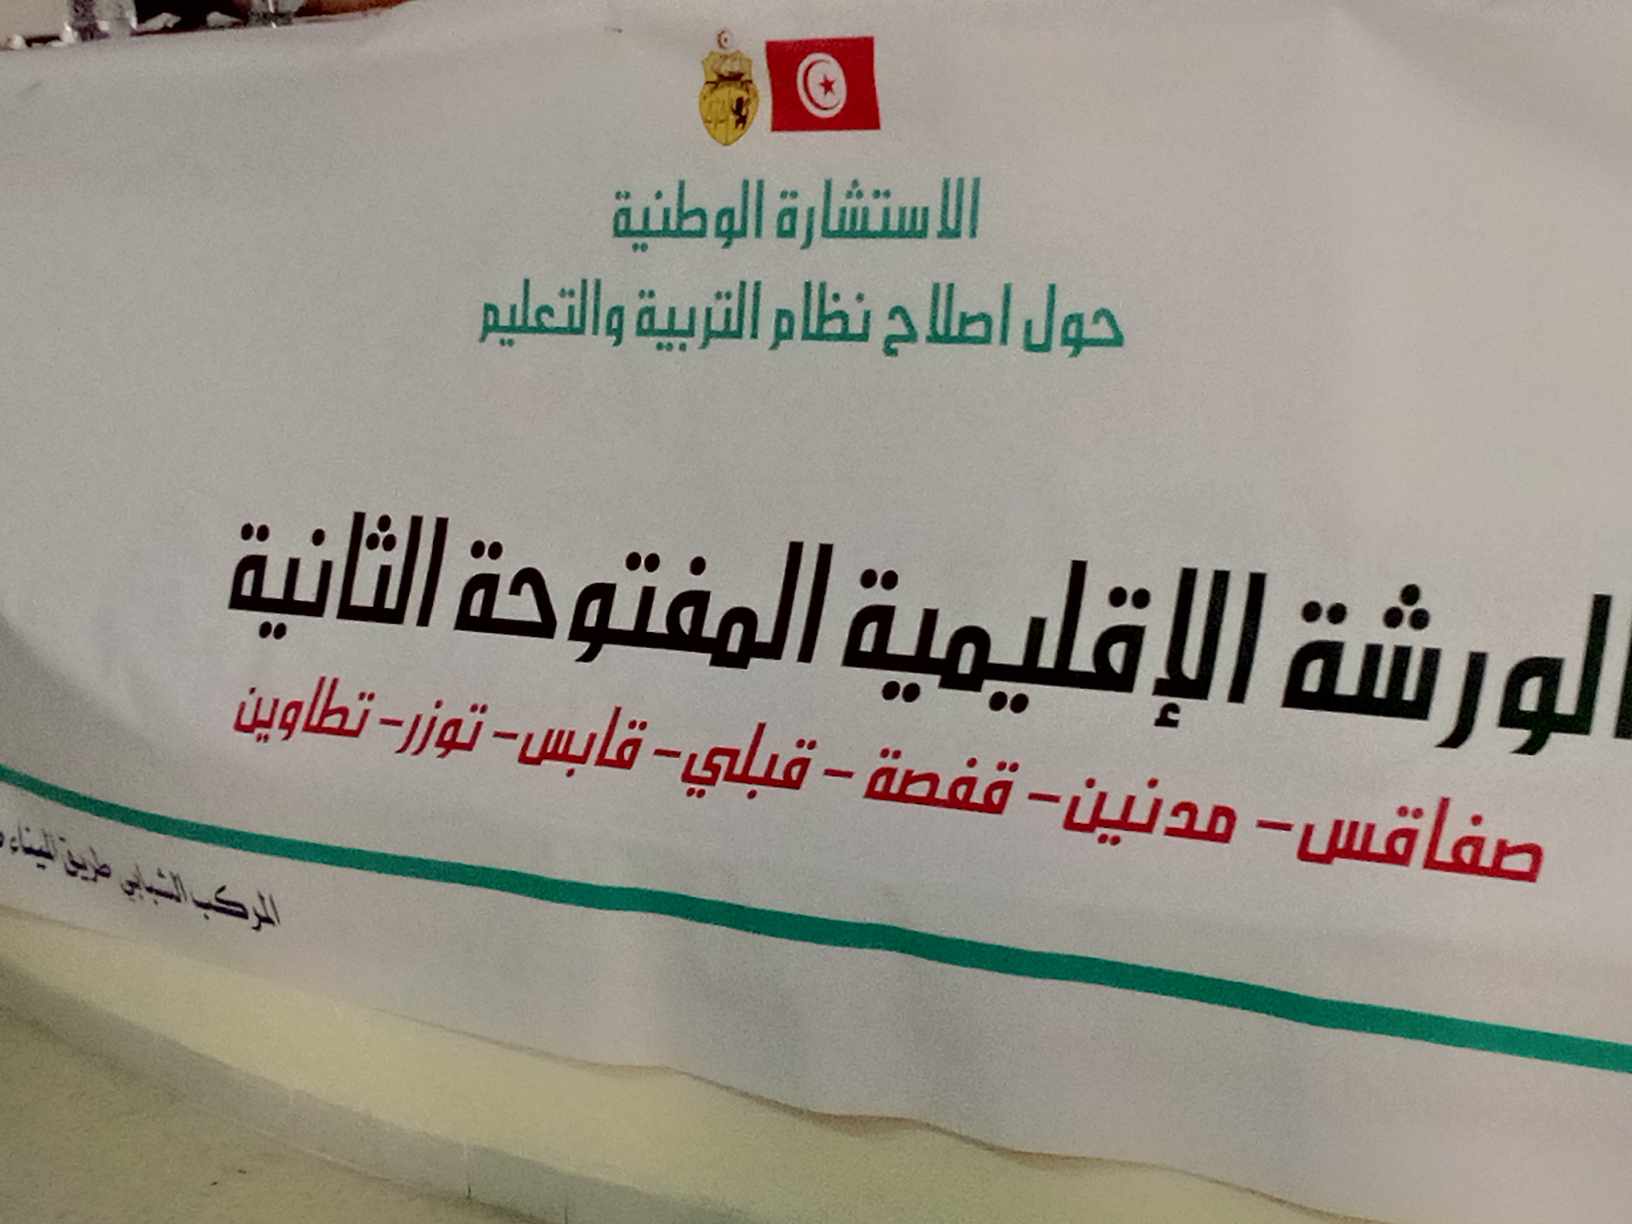 الاستشارة الوطنية
حول اصلاح نظام التربية والتعليم
الورشة الإقليمية المفتوحة الثانية
صفاقس - مدنين - قفصة - قبلي - قابس - توزر - تطاوين
المركب الشبابي طريق الميناء